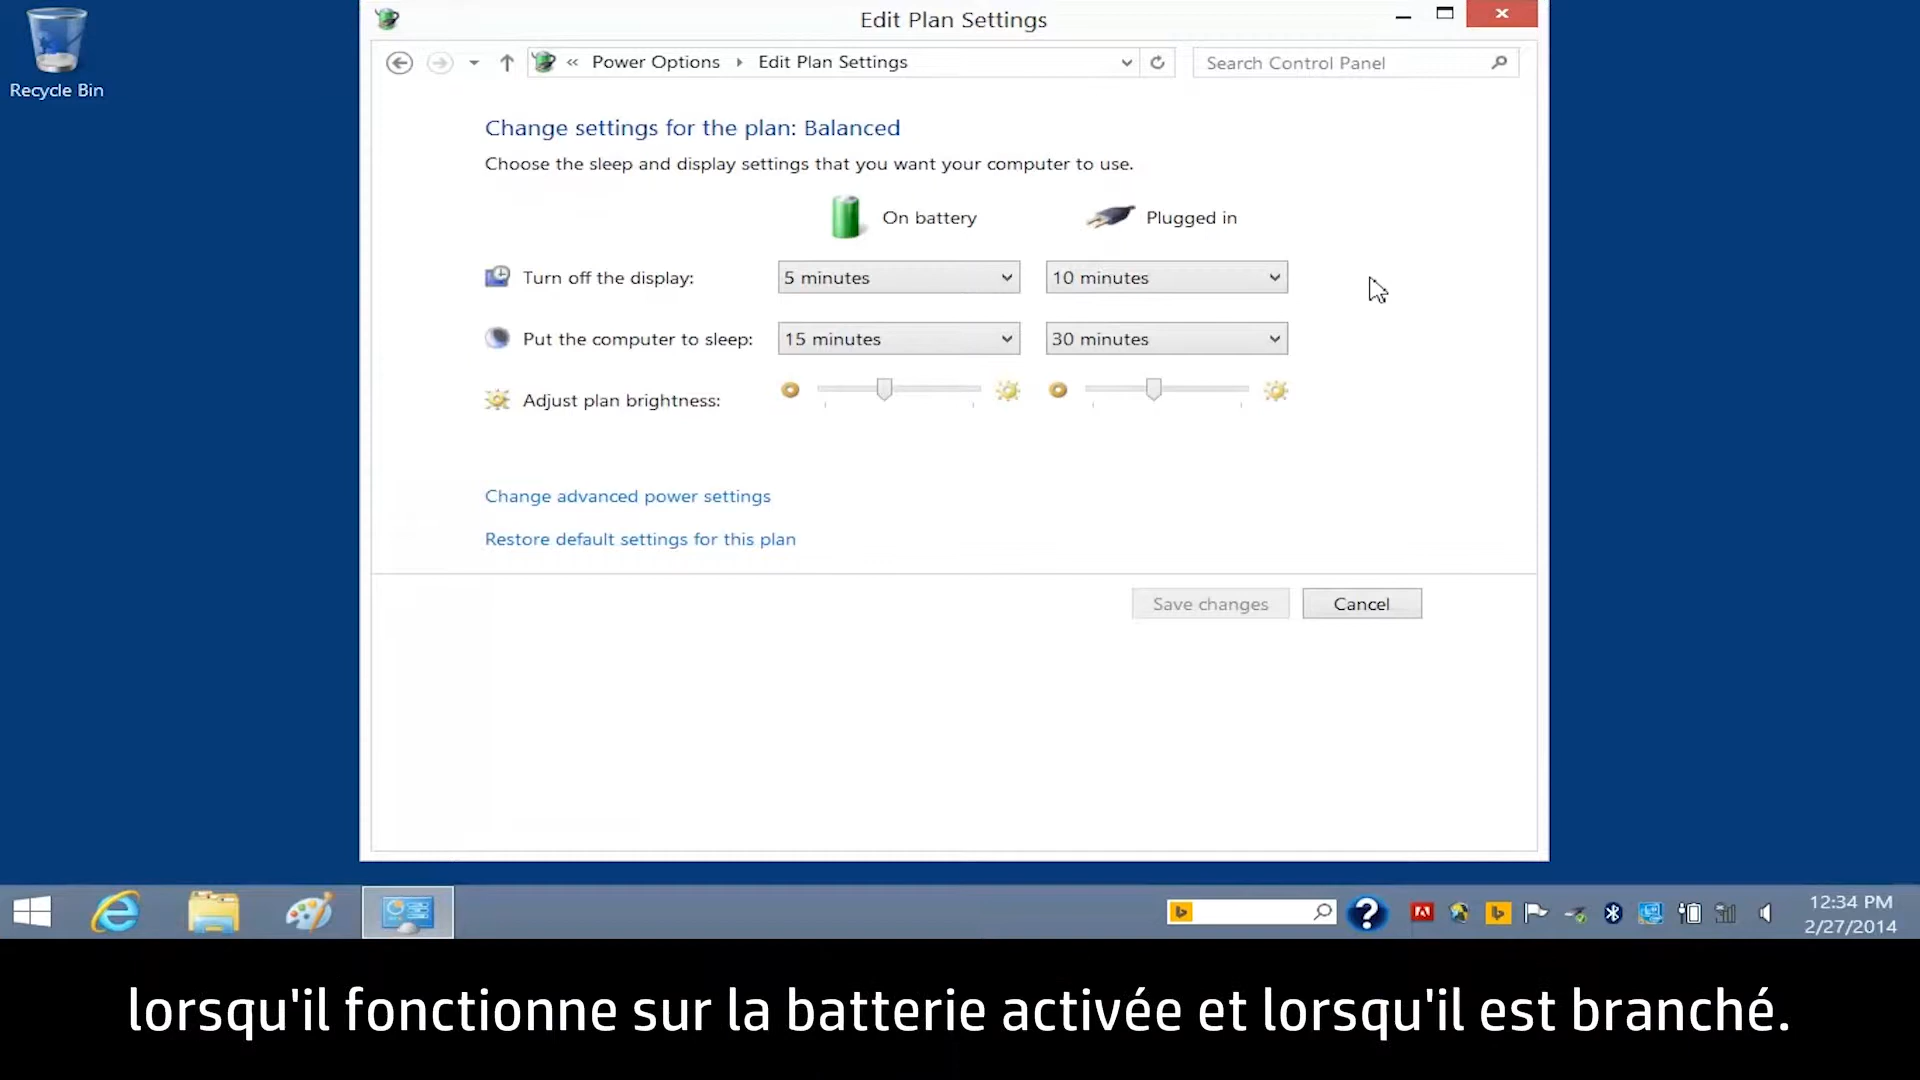 Recycle Bin
Edit Plan Settings
« Power Options Edit Plan Settings
Search Control Panel
Change settings for the plan: Balanced
Choose the sleep and display settings that you want your computer to use.
On battery
Plugged in
Turn off the display:
5 minutes
10 minutes
Put the computer to sleep:
15 minutes
30 minutes
Adjust plan brightness:
Change advanced power settings
Restore default settings for this plan
Save changes
Cancel
12:34 PM
2/27/2014
lorsqu'il fonctionne sur la batterie activée et lorsqu'il est branché.